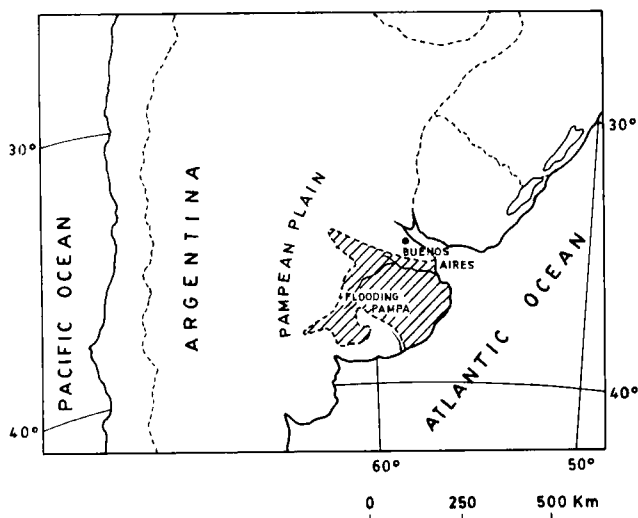 30°
30°
PACIFIC OCEAN
ARGENTINA
PAMPEAN PLAIN
BUENOS
AIRES
FLOODING
PAMPA
ATLANTIC OCEAN
40°
40°
60°
50°
0 250 500 Km